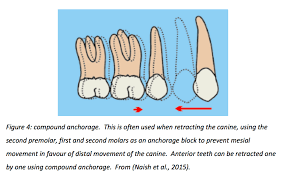 Figure 4: compound anchorage.  This is often used when retracting the canine, using the
second premolar, first and second molars as an anchorage block to prevent mesial
movement in favour of distal movement of the canine.  Anterior teeth can be retracted one
by one using compound anchorage.  From (Naish et al., 2015).